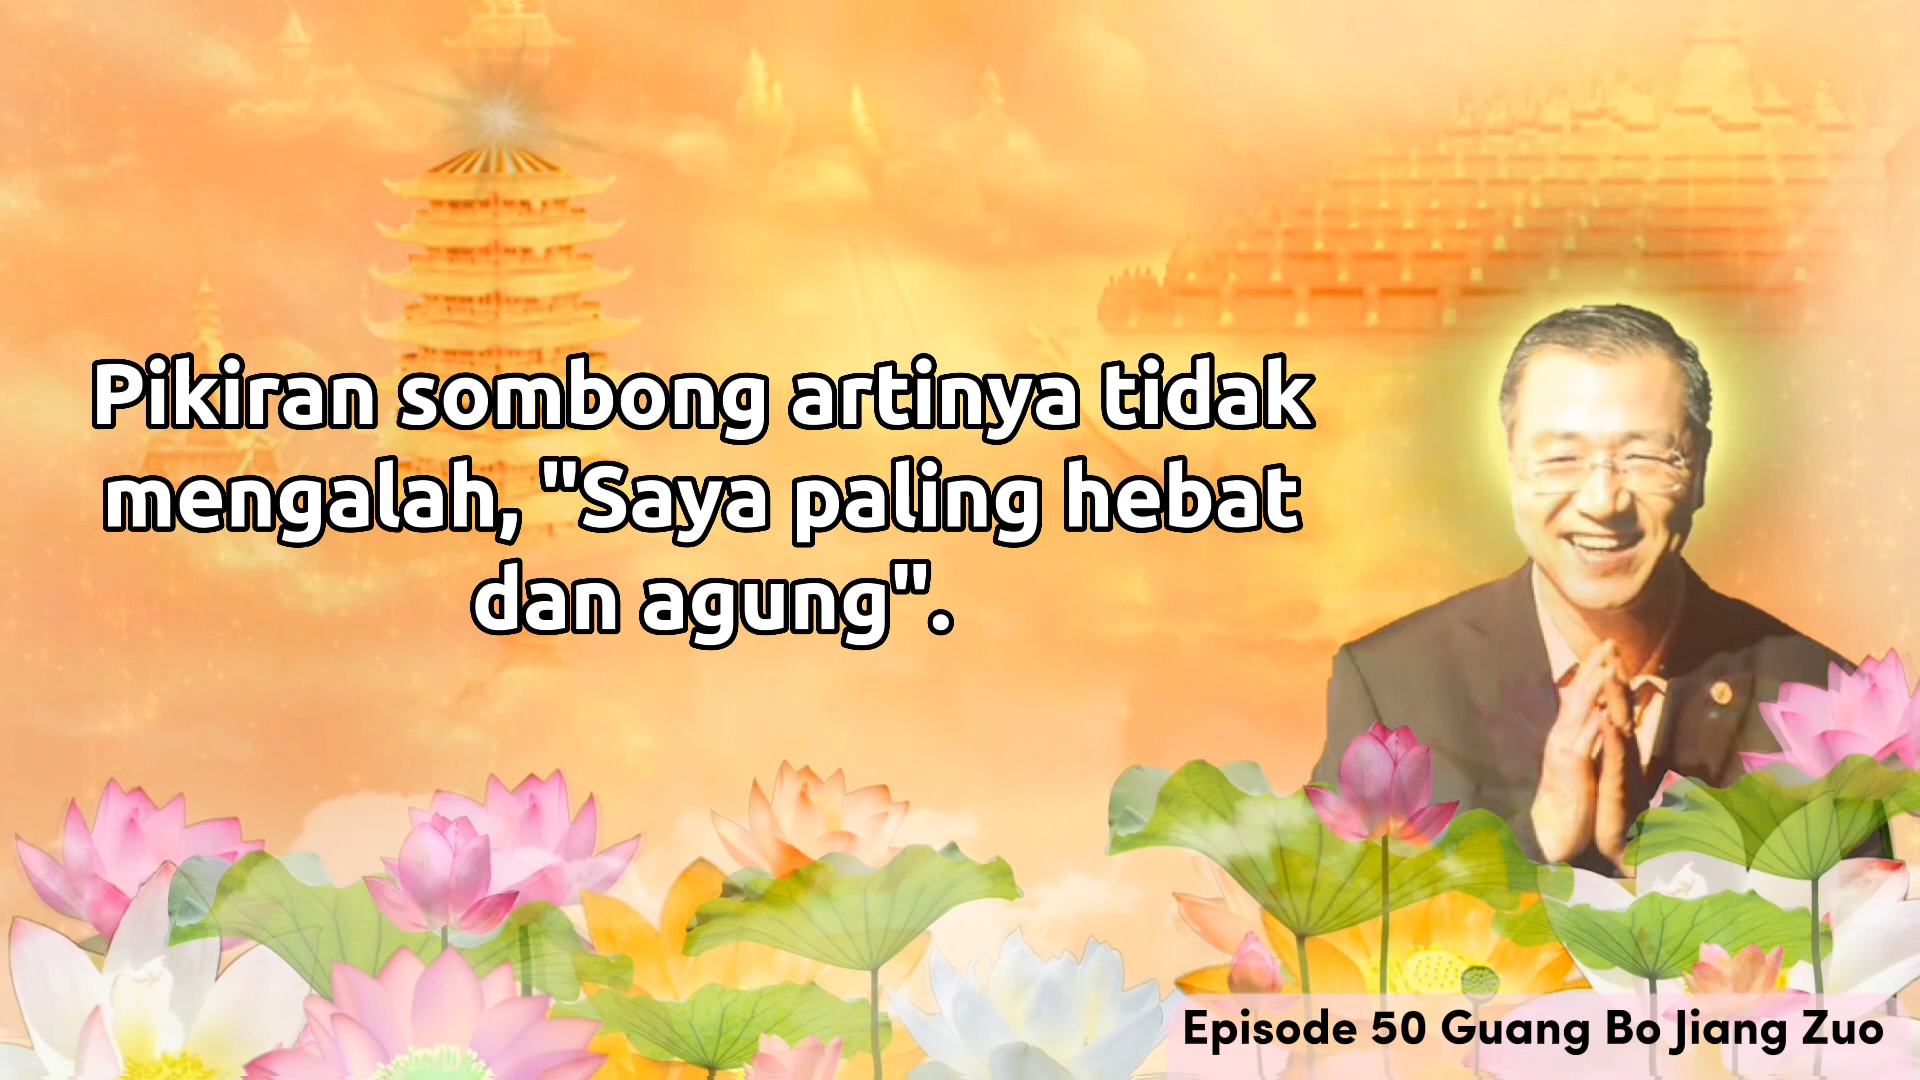 Pikiran sombong artinya tidak
mengalah, "Saya paling hebat
dan agung".
Episode 50 Guang Bo Jiang Zuo